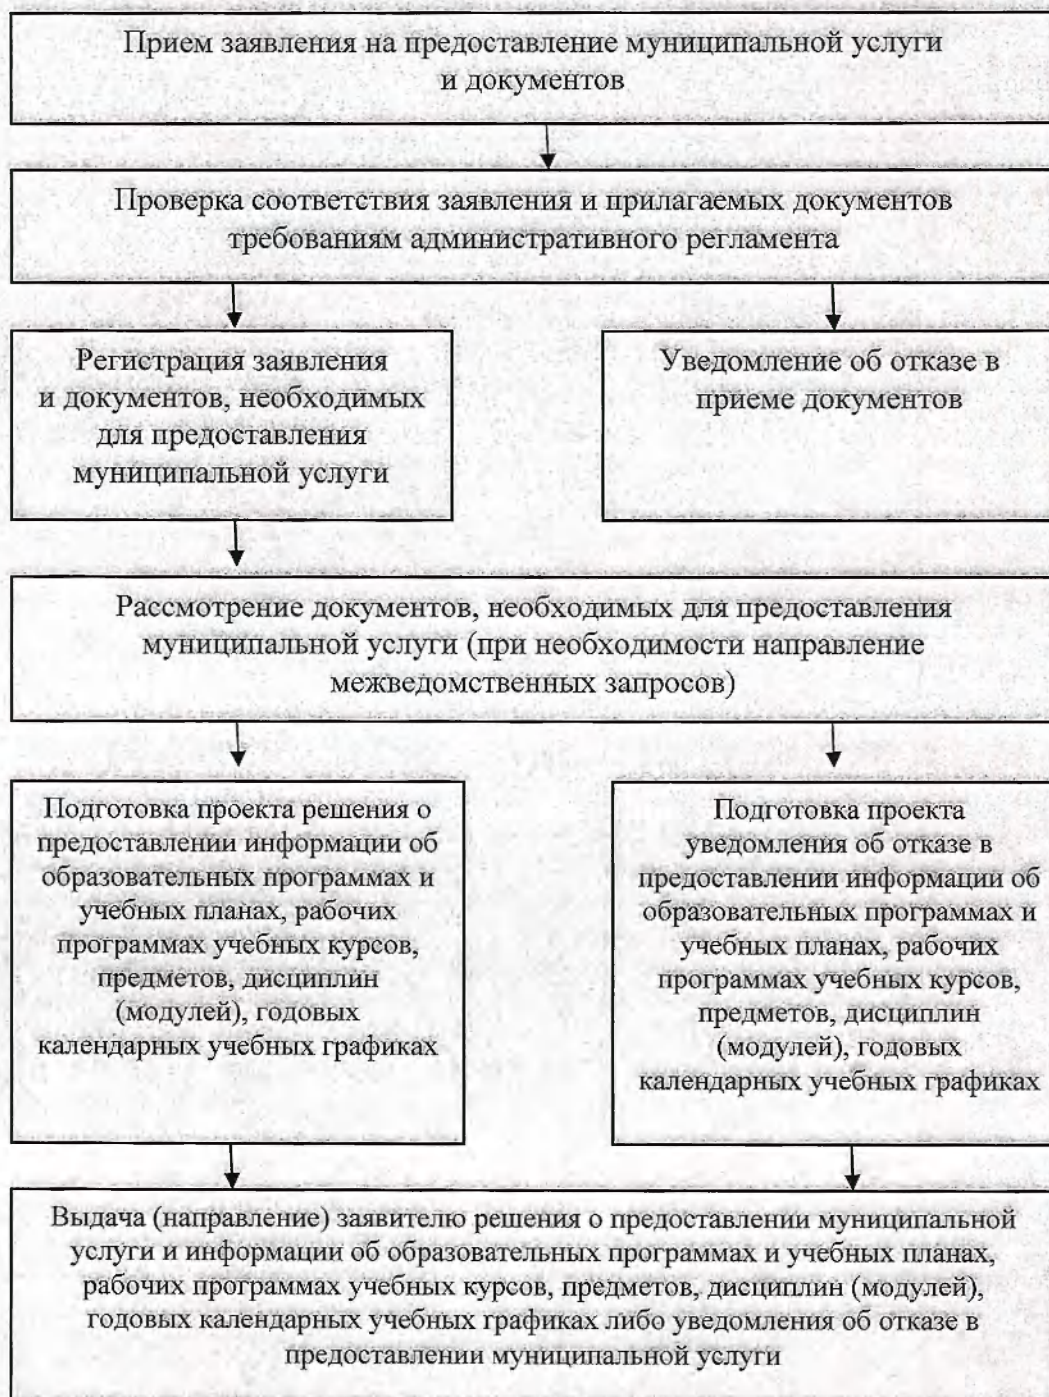 Прием заявления на предоставление муниципальной услуги
и документов
Проверка соответствия заявления и прилагаемых документов
требованиям административного регламента
Регистрация заявления
и документов, необходимых
для предоставления
муниципальной услуги
Уведомление об отказе в
приеме документов
Рассмотрение документов, необходимых для предоставления
муниципальной услуги (при необходимости направление
межведомственных запросов)
Подготовка проекта решения о
предоставлении информации об
образовательных программах и
учебных планах, рабочих
программах учебных курсов,
предметов, дисциплин
(модулей), годовых
календарных учебных графиках
Подготовка проекта
уведомления об отказе в
предоставлении информации об
образовательных программах и
учебных планах, рабочих
программах учебных курсов,
предметов, дисциплин
(модулей), годовых
календарных учебных графиках
Выдача (направление) заявителю решения о предоставлении муниципальной
услуги и информации об образовательных программах и учебных планах,
рабочих программах учебных курсов, предметов, дисциплин (модулей),
годовых календарных учебных графиках либо уведомления об отказе в
предоставлении муниципальной услуги